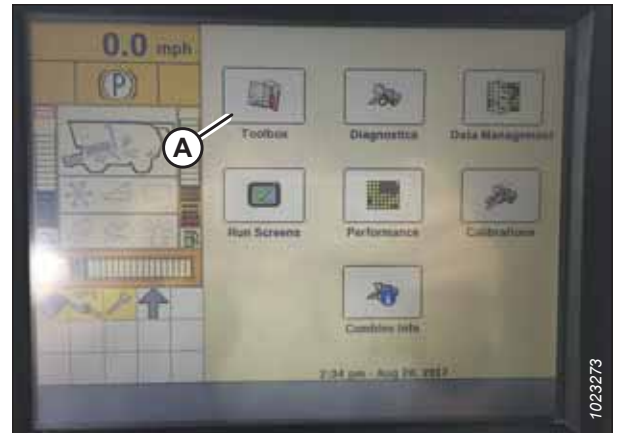 0.0 mph
(P)
A
Toolbox
Diagnostics
Data Management
Run Screens
Performance
Calibrations
Combine Info
2:34 pm - Aug 24, 2017
1023273